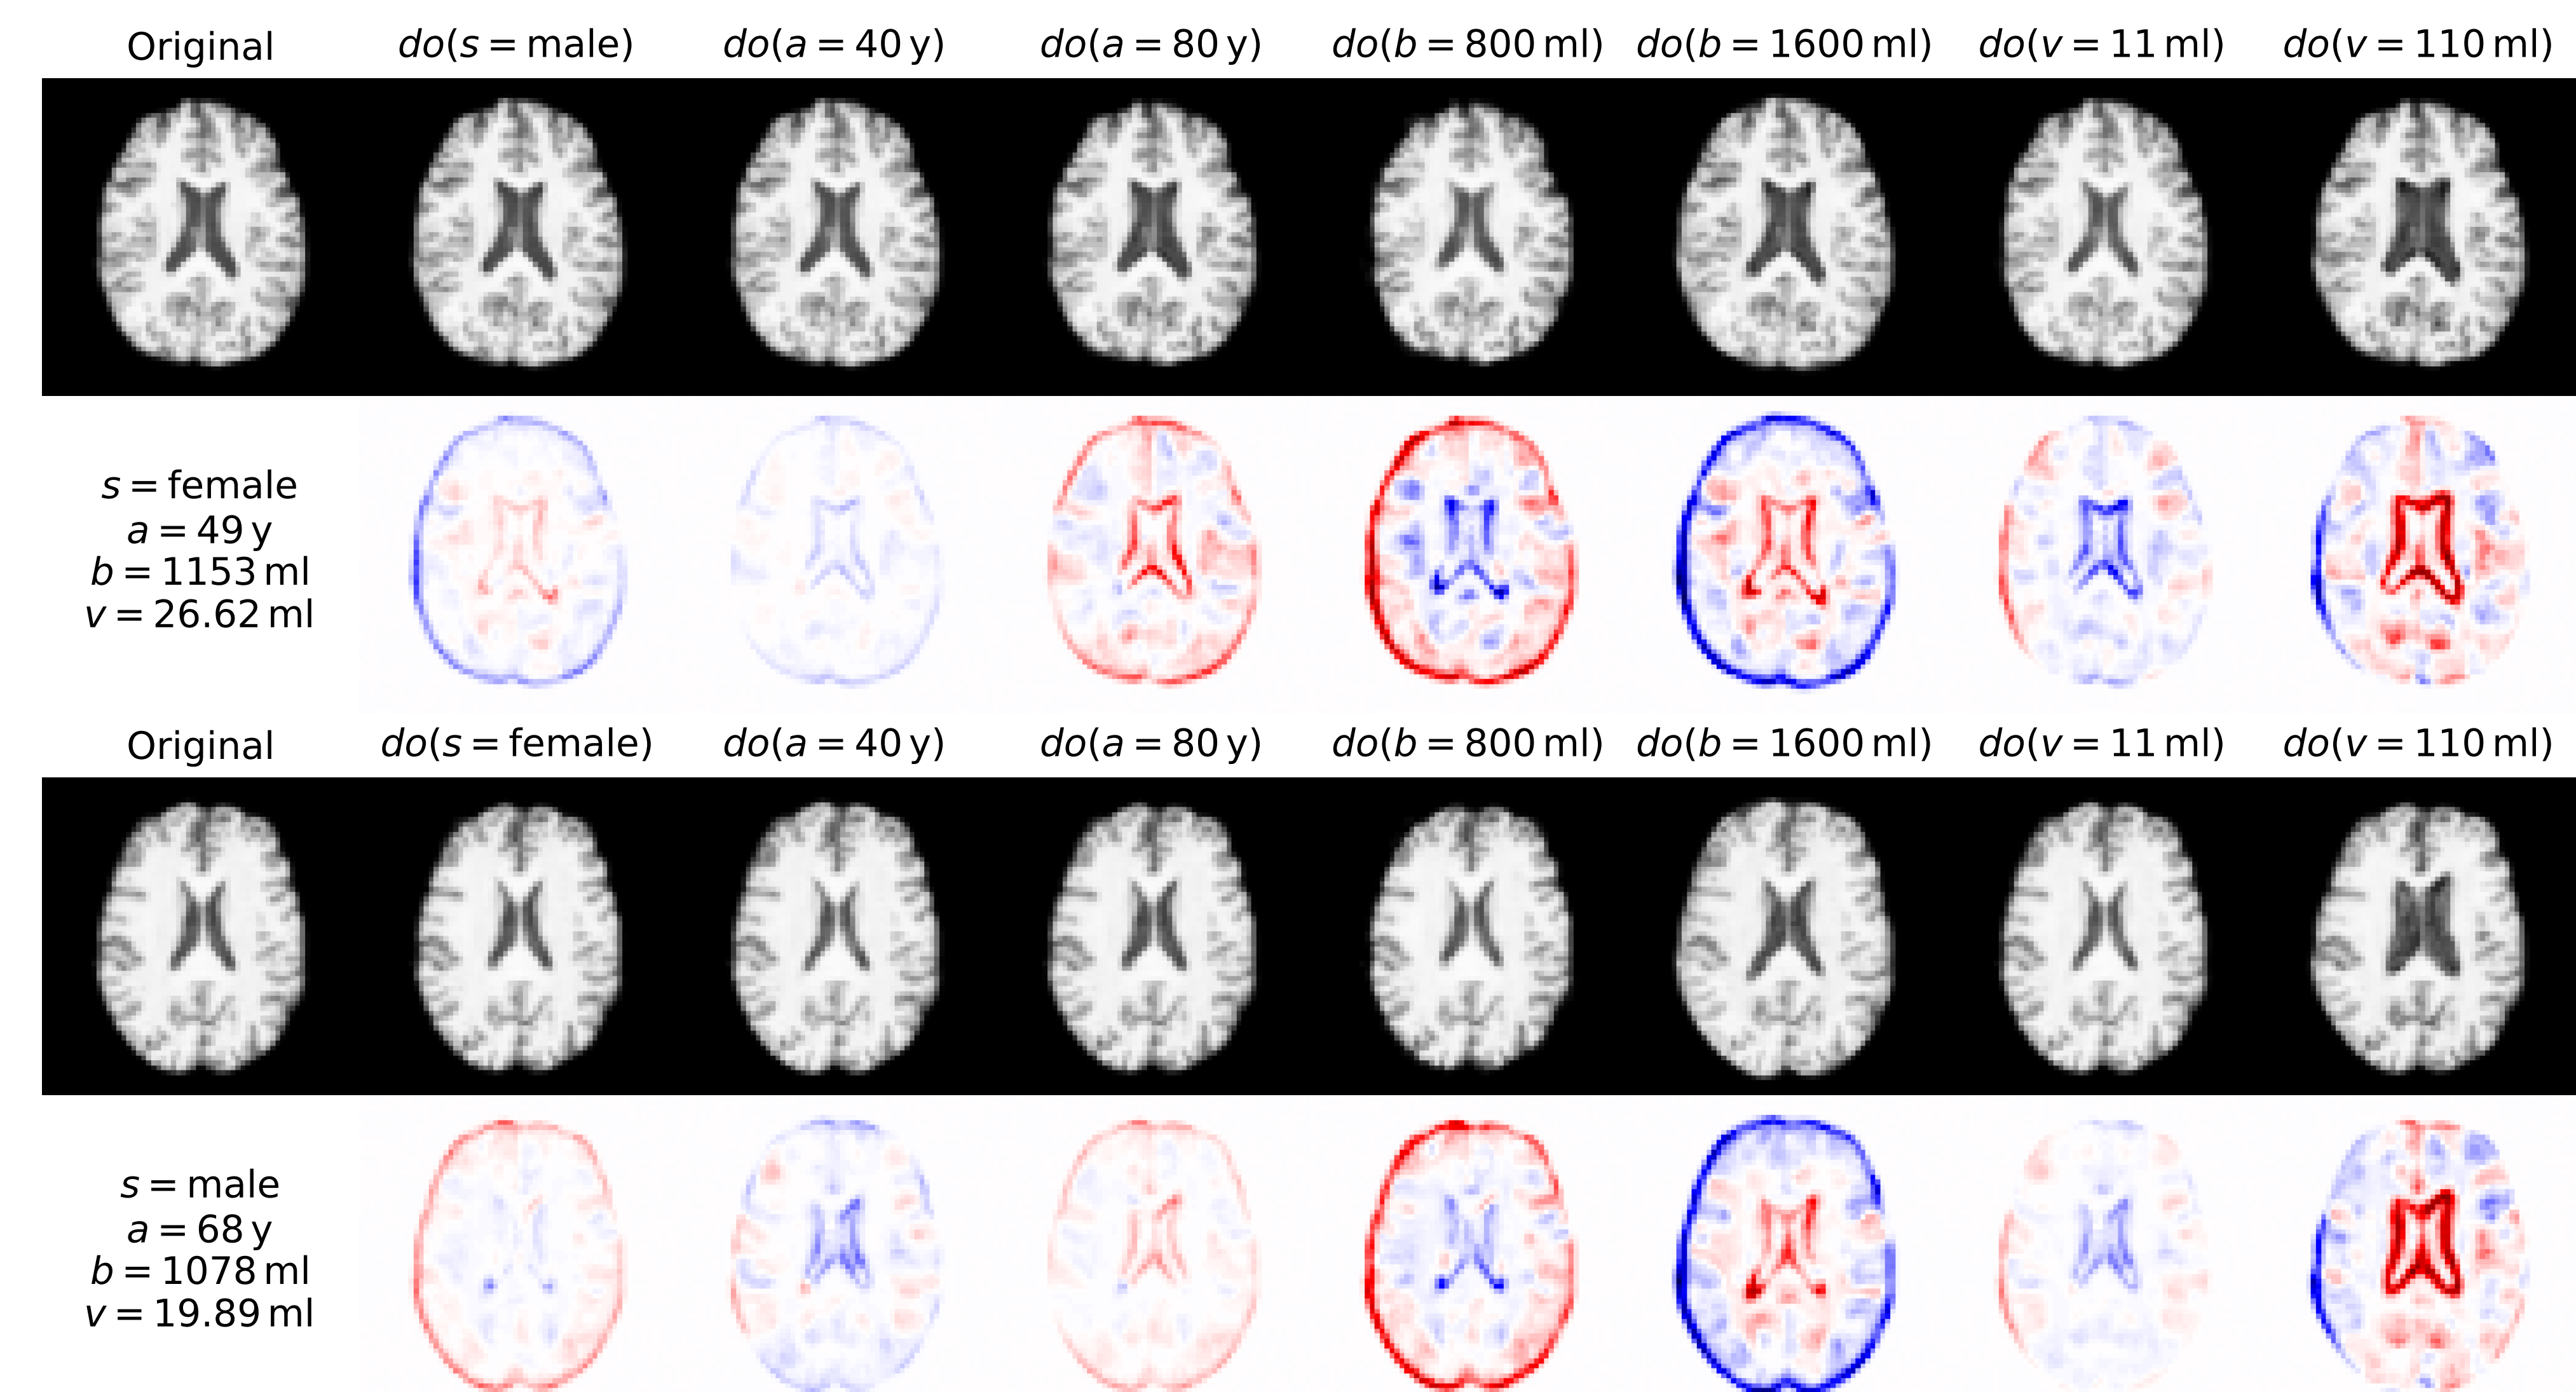 Original do(s = male) do(a = 40 y) do(a = 80 y) do(b = 800 ml) do(b = 1600 ml) do(v = 11 ml) do(v = 110 ml)
s = female
a = 49 y
b = 1153 ml
v = 26.62 ml
Original do(s = female) do(a = 40 y) do(a = 80 y) do(b = 800 ml) do(b = 1600 ml) do(v = 11 ml) do(v = 110 ml)
s = male
a = 68 y
b = 1078 ml
v = 19.89 ml